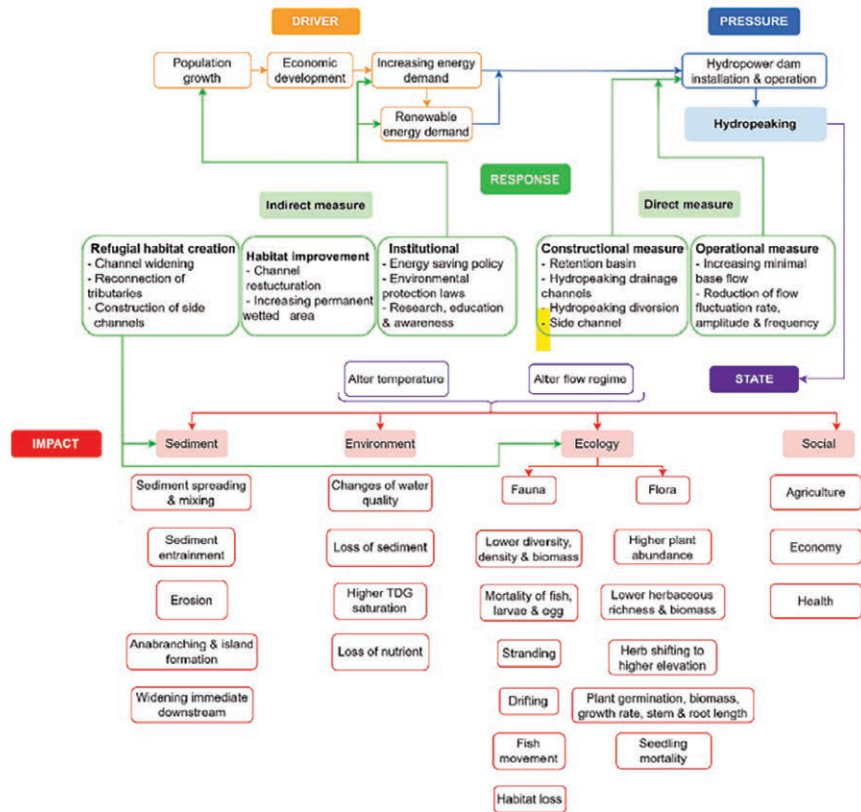 DRIVER
PRESSURE
Population
growth
Economic
development
Increasing energy
demand
Hydropower dam
installation & operation
Renewable
energy demand
Hydropeaking
RESPONSE
Indirect measure
Direct measure
Refugial habitat creation
- Channel widening
- Reconnection of
tributaries
- Construction of side
channels
Habitat improvement
- Channel
restucturation
- Increasing permanent
wetted area
Institutional
- Energy saving policy
- Environmental
protection laws
- Research, education
& awareness
Constructional measure
- Retention basin
- Hydropeaking drainage
channels
- Hydropeaking diversion
- Side channel
Operational measure
- Increasing minimal
base flow
- Reduction of flow
fluctuation rate,
amplitude & frequency
Alter temperature
Alter flow regime
STATE
IMPACT
Sediment
Environment
Ecology
Social
Sediment spreading
& mixing
Sediment
entrainment
Erosion
Anabranching & island
formation
Widening immediate
downstream
Changes of water
quality
Loss of sediment
Higher TDG
saturation
Loss of nutrient
Fauna
Lower diversity,
density & biomass
Mortality of fish,
larvae & egg
Stranding
Drifting
Fish
movement
Habitat loss
Flora
Higher plant
abundance
Lower herbaceous
richness & biomass
Herb shifting to
higher elevation
Plant germination, biomass,
growth rate, stem & root length
Seedling
mortality
Agriculture
Economy
Health